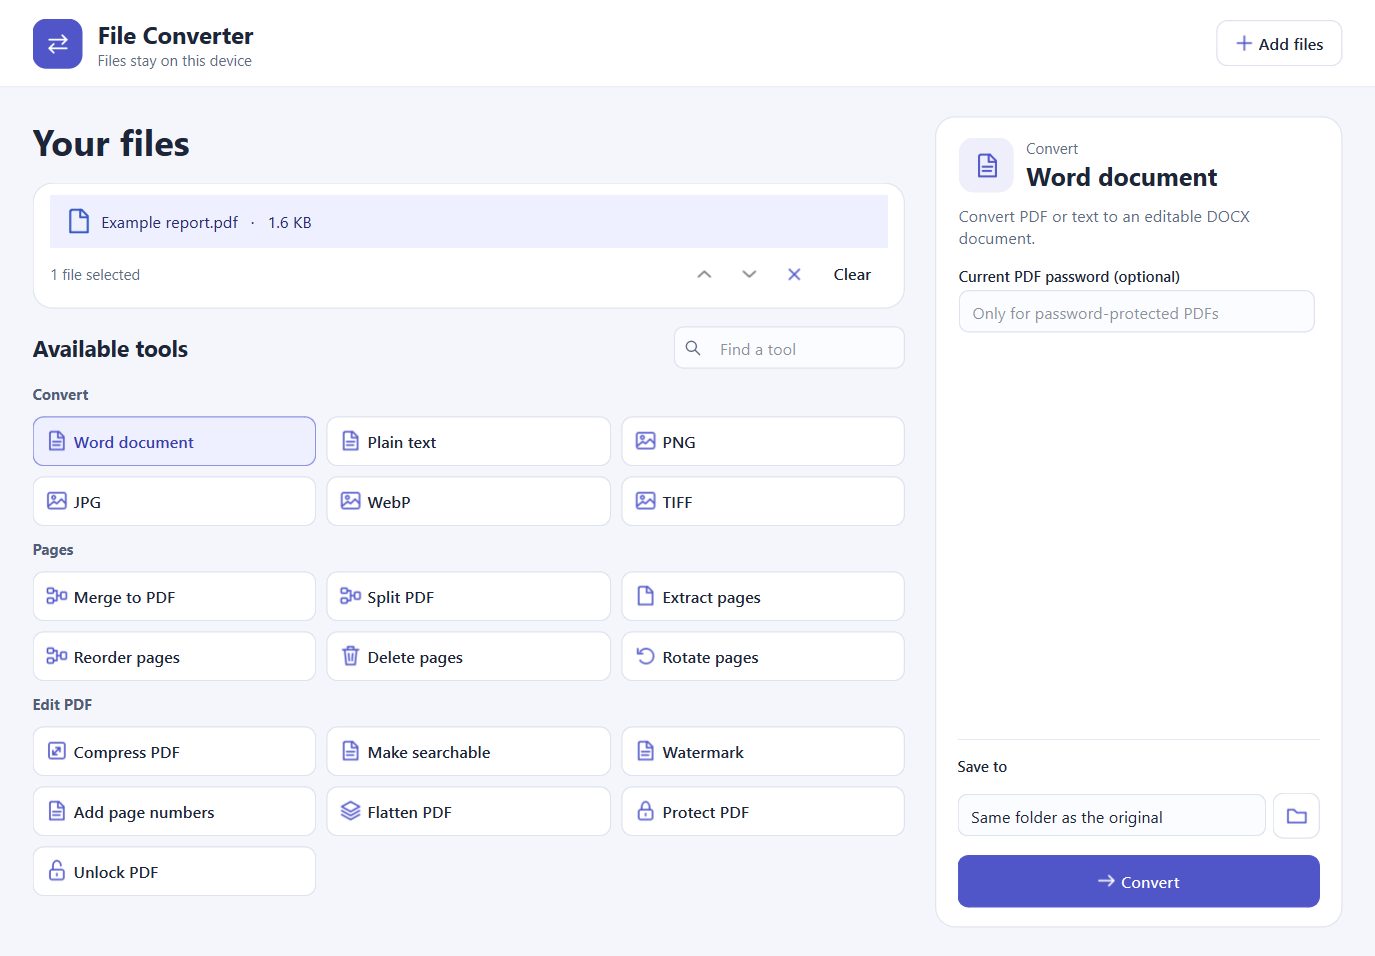 File Converter
Files stay on this device
Add files
Your files
Example report.pdf · 1.6 KB
1 file selected
Clear
Available tools
Find a tool
Convert
Word document
Plain text
PNG
JPG
WebP
TIFF
Pages
Merge to PDF
Split PDF
Extract pages
Reorder pages
Delete pages
Rotate pages
Edit PDF
Compress PDF
Make searchable
Watermark
Add page numbers
Flatten PDF
Protect PDF
Unlock PDF
Convert
Word document
Convert PDF or text to an editable DOCX
document.
Current PDF password (optional)
Only for password-protected PDFs
Save to
Same folder as the original
Convert